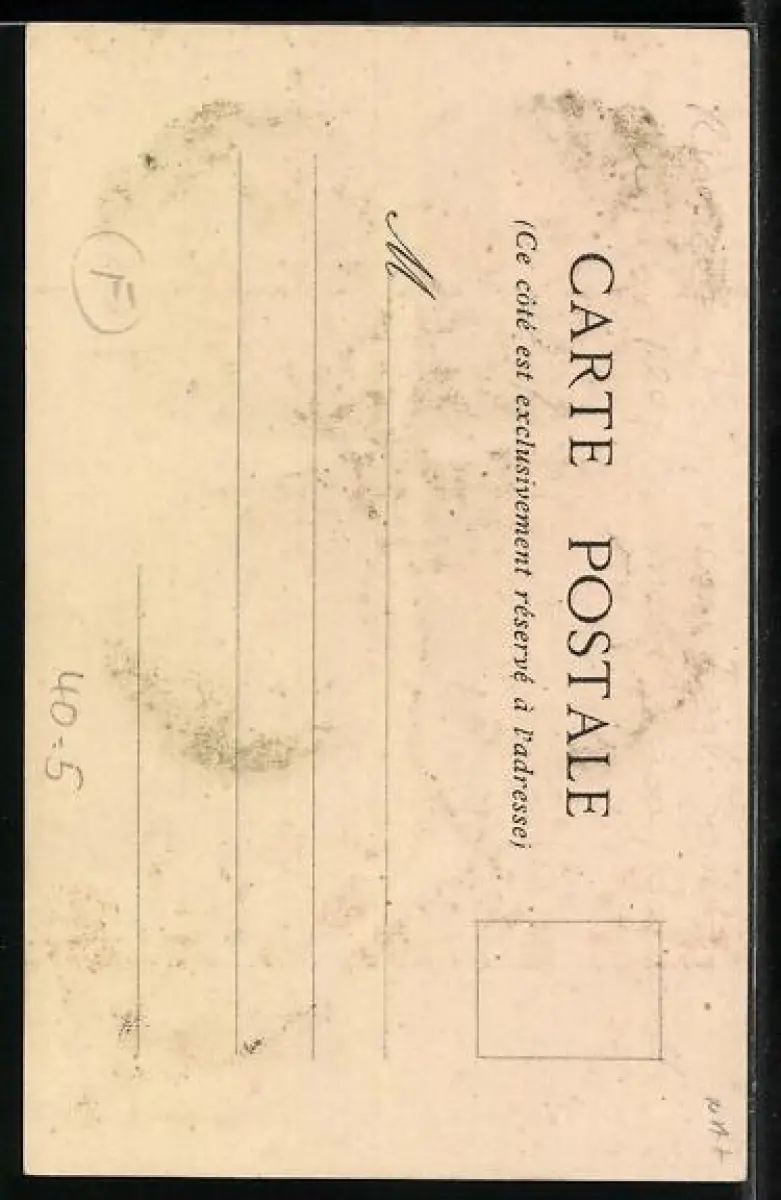 CARTE POSTALE
(Ce côté est exclusivement réservé à l'adresse)
M
F
40-5